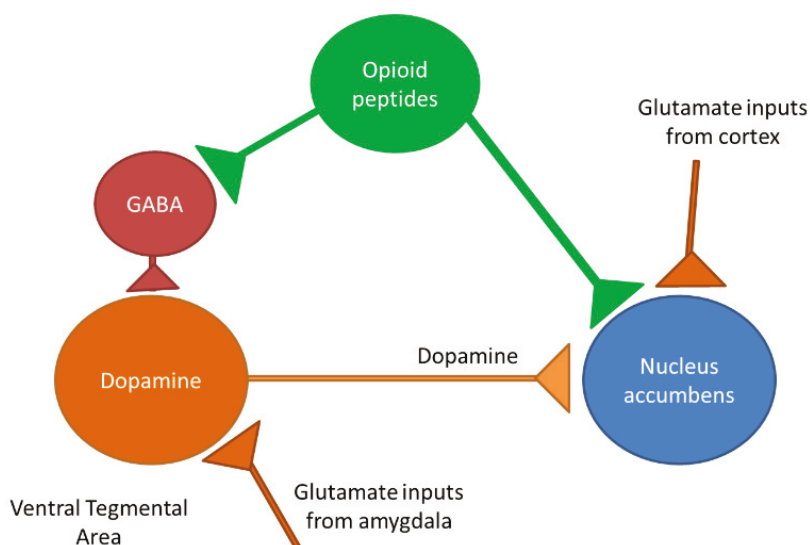 Opioid
peptides
Glutamate inputs
from cortex
GABA
Dopamine
Dopamine
Nucleus
accumbens
Ventral Tegmental
Area
Glutamate inputs
from amygdala